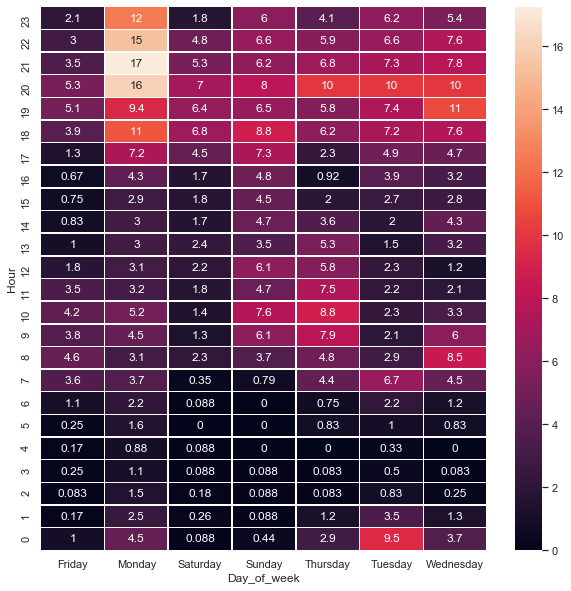 23 2.1 12 1.8 6 4.1 6.2 5.4
22 3 15 4.8 6.6 5.9 6.6 7.6
21 3.5 17 5.3 6.2 6.8 7.3 7.8
20 5.3 16 7 8 10 10 10
19 5.1 9.4 6.4 6.5 5.8 7.4 11
18 3.9 11 6.8 8.8 6.2 7.2 7.6
17 1.3 7.2 4.5 7.3 2.3 4.9 4.7
16 0.67 4.3 1.7 4.8 0.92 3.9 3.2
15 0.75 2.9 1.8 4.5 2 2.7 2.8
14 0.83 3 1.7 4.7 3.6 2 4.3
13 1 3 2.4 3.5 5.3 1.5 3.2
12 1.8 3.1 2.2 6.1 5.8 2.3 1.2
Hour
11 3.5 3.2 1.8 4.7 7.5 2.2 2.1
10 4.2 5.2 1.4 7.6 8.8 2.3 3.3
9 3.8 4.5 1.3 6.1 7.9 2.1 6
8 4.6 3.1 2.3 3.7 4.8 2.9 8.5
7 3.6 3.7 0.35 0.79 4.4 6.7 4.5
6 1.1 2.2 0.088 0 0.75 2.2 1.2
5 0.25 1.6 0 0 0.83 1 0.83
4 0.17 0.88 0.088 0 0 0.33 0
3 0.25 1.1 0.088 0.088 0.083 0.5 0.083
2 0.083 1.5 0.18 0.088 0.083 0.83 0.25
1 0.17 2.5 0.26 0.088 1.2 3.5 1.3
0 1 4.5 0.088 0.44 2.9 9.5 3.7
Friday Monday Saturday Sunday Thursday Tuesday Wednesday
Day_of_week
16
14
12
10
8
6
4
2
0